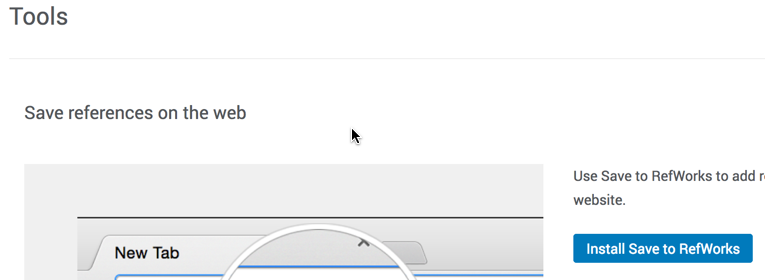 Tools
Save references on the web
Use Save to RefWorks to add
website.
Install Save to RefWorks
New Tab